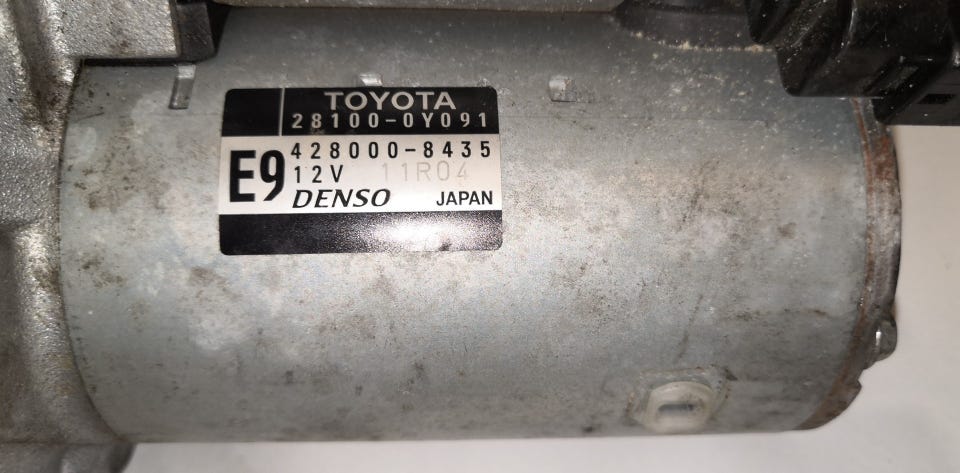 TOYOTA
28100-0Y091
E9
428000-8435
12V 11R04
DENSO JAPAN